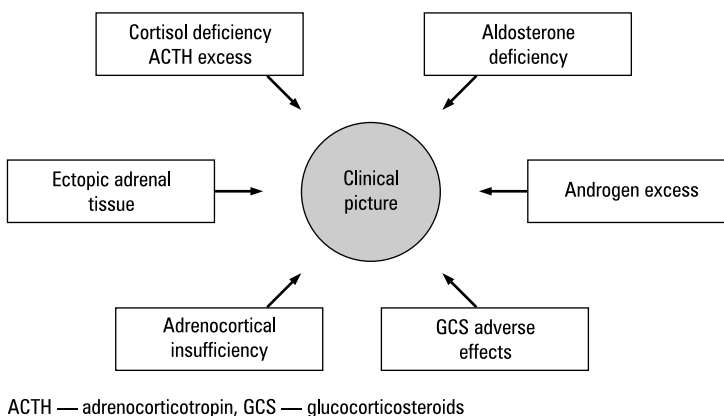 Cortisol deficiency
ACTH excess
Aldosterone
deficiency
Ectopic adrenal
tissue
Clinical
picture
Androgen excess
Adrenocortical
insufficiency
GCS adverse
effects
ACTH — adrenocorticotropin, GCS — glucocorticosteroids